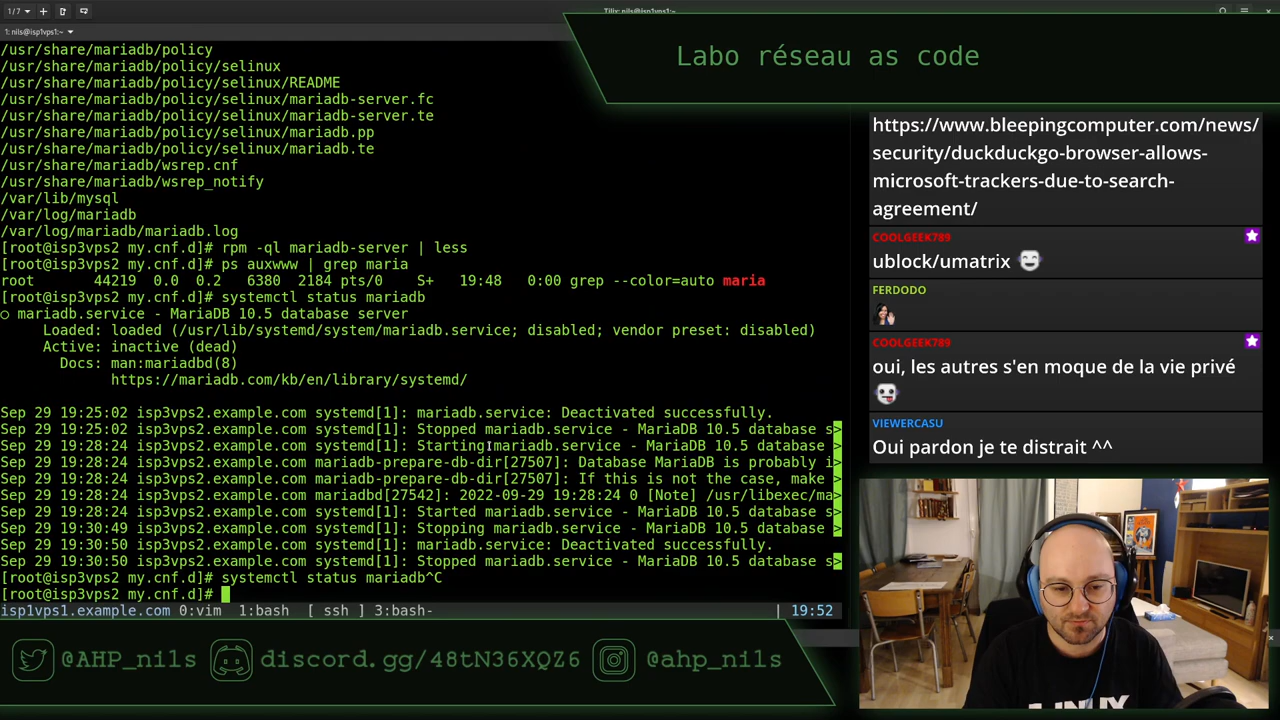 1/7
Tilix: nils@isp1vps1:~
1: nils@isp1vps1:~
/usr/share/mariadb/policy
/usr/share/mariadb/policy/selinux
/usr/share/mariadb/policy/selinux/README
/usr/share/mariadb/policy/selinux/mariadb-server.fc
/usr/share/mariadb/policy/selinux/mariadb-server.te
/usr/share/mariadb/policy/selinux/mariadb.pp
/usr/share/mariadb/policy/selinux/mariadb.te
/usr/share/mariadb/wsrep.cnf
/usr/share/mariadb/wsrep_notify
/var/lib/mysql
/var/log/mariadb
/var/log/mariadb/mariadb.log
[root@isp3vps2 my.cnf.d]# rpm -ql mariadb-server | less
[root@isp3vps2 my.cnf.d]# ps auxwww | grep maria
root       44219  0.0  0.2   6380  2184 pts/0    S+   19:48   0:00 grep --color=auto maria
[root@isp3vps2 my.cnf.d]# systemctl status mariadb
○ mariadb.service - MariaDB 10.5 database server
Loaded: loaded (/usr/lib/systemd/system/mariadb.service; disabled; vendor preset: disabled)
Active: inactive (dead)
Docs: man:mariadbd(8)
https://mariadb.com/kb/en/library/systemd/
Sep 29 19:25:02 isp3vps2.example.com systemd[1]: mariadb.service: Deactivated successfully.
Sep 29 19:25:02 isp3vps2.example.com systemd[1]: Stopped mariadb.service - MariaDB 10.5 database s>
Sep 29 19:28:24 isp3vps2.example.com systemd[1]: Starting mariadb.service - MariaDB 10.5 database >
Sep 29 19:28:24 isp3vps2.example.com mariadb-prepare-db-dir[27507]: Database MariaDB is probably i>
Sep 29 19:28:24 isp3vps2.example.com mariadb-prepare-db-dir[27507]: If this is not the case, make >
Sep 29 19:28:24 isp3vps2.example.com mariadbd[27542]: 2022-09-29 19:28:24 0 [Note] /usr/libexec/ma>
Sep 29 19:28:24 isp3vps2.example.com systemd[1]: Started mariadb.service - MariaDB 10.5 database s>
Sep 29 19:30:49 isp3vps2.example.com systemd[1]: Stopping mariadb.service - MariaDB 10.5 database >
Sep 29 19:30:50 isp3vps2.example.com systemd[1]: mariadb.service: Deactivated successfully.
Sep 29 19:30:50 isp3vps2.example.com systemd[1]: Stopped mariadb.service - MariaDB 10.5 database s>
[root@isp3vps2 my.cnf.d]# systemctl status mariadb^C
[root@isp3vps2 my.cnf.d]#
isp1vps1.example.com 0:vim  1:bash  [ ssh ] 3:bash-  | 19:52
Labo réseau as code
https://www.bleepingcomputer.com/news/
security/duckduckgo-browser-allows-
microsoft-trackers-due-to-search-
agreement/
COOLGEEK789
ublock/umatrix
FERDODO
COOLGEEK789
oui, les autres s'en moque de la vie privé
VIEWERCASU
Oui pardon je te distrait ^^
@AHP_nils
discord.gg/48tN36XQZ6
@ahp_nils
LINUX